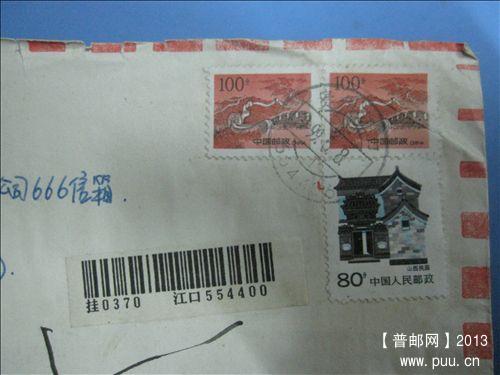 100分 100分
中国邮政 中国邮政
公司666信箱.
山西民居
80分 中国人民邮政
挂0370 江口554400
【普邮网】2013
www.puu.cn